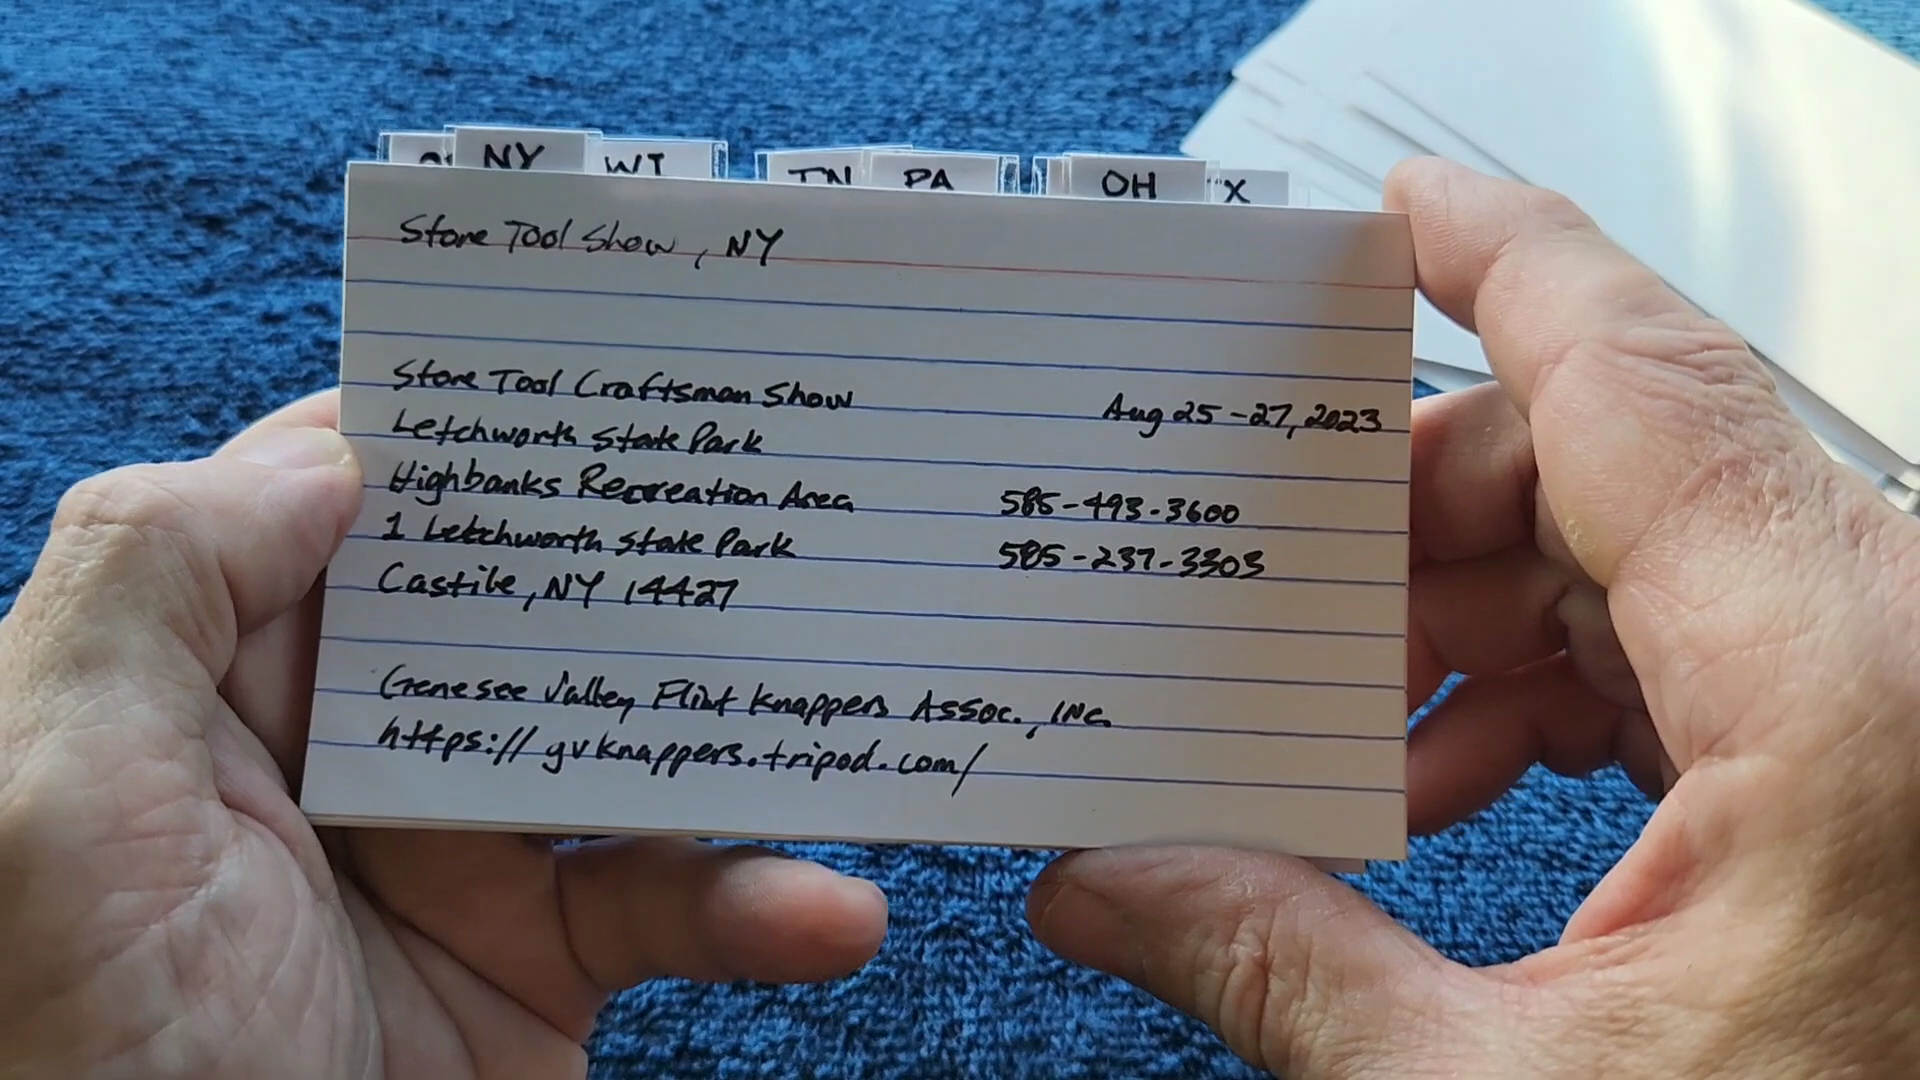 NY WI TN PA OH X
Stone Tool Show, NY
Stone Tool Craftsman Show Aug 25-27, 2023
Letchworth State Park
Highbanks Recreation Area 585-493-3600
1 Letchworth State Park 585-237-3303
Castile, NY 14427
Genesee Valley Flint Knappers Assoc., INC.
https://gvknappers.tripod.com/